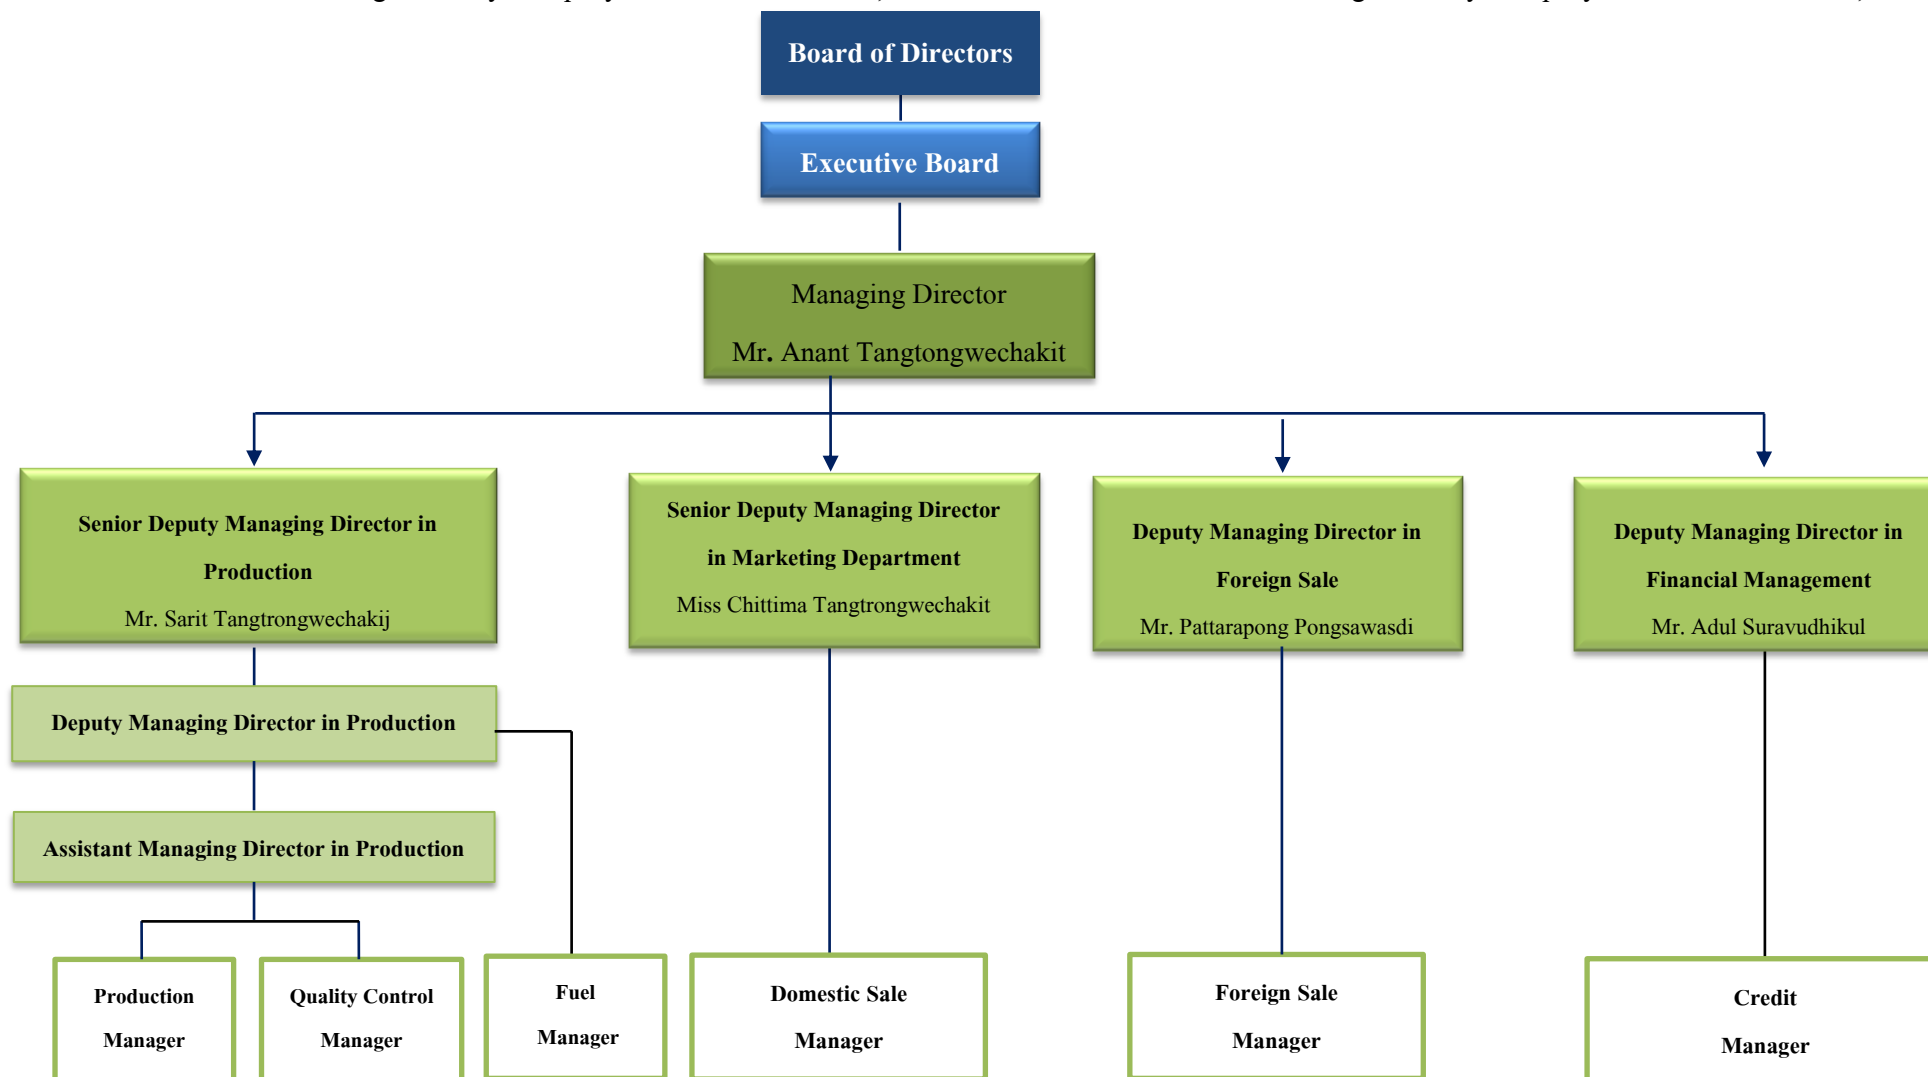 Board of Directors
Executive Board
Managing Director
Mr. Anant Tangtongwechakit
Senior Deputy Managing Director in
Production
Mr. Sarit Tangtrongwechakij
Senior Deputy Managing Director
in Marketing Department
Miss Chittima Tangtrongwechakit
Deputy Managing Director in
Foreign Sale
Mr. Pattarapong Pongsawasdi
Deputy Managing Director in
Financial Management
Mr. Adul Suravudhikul
Deputy Managing Director in Production
Assistant Managing Director in Production
Production
Manager
Quality Control
Manager
Fuel
Manager
Domestic Sale
Manager
Foreign Sale
Manager
Credit
Manager